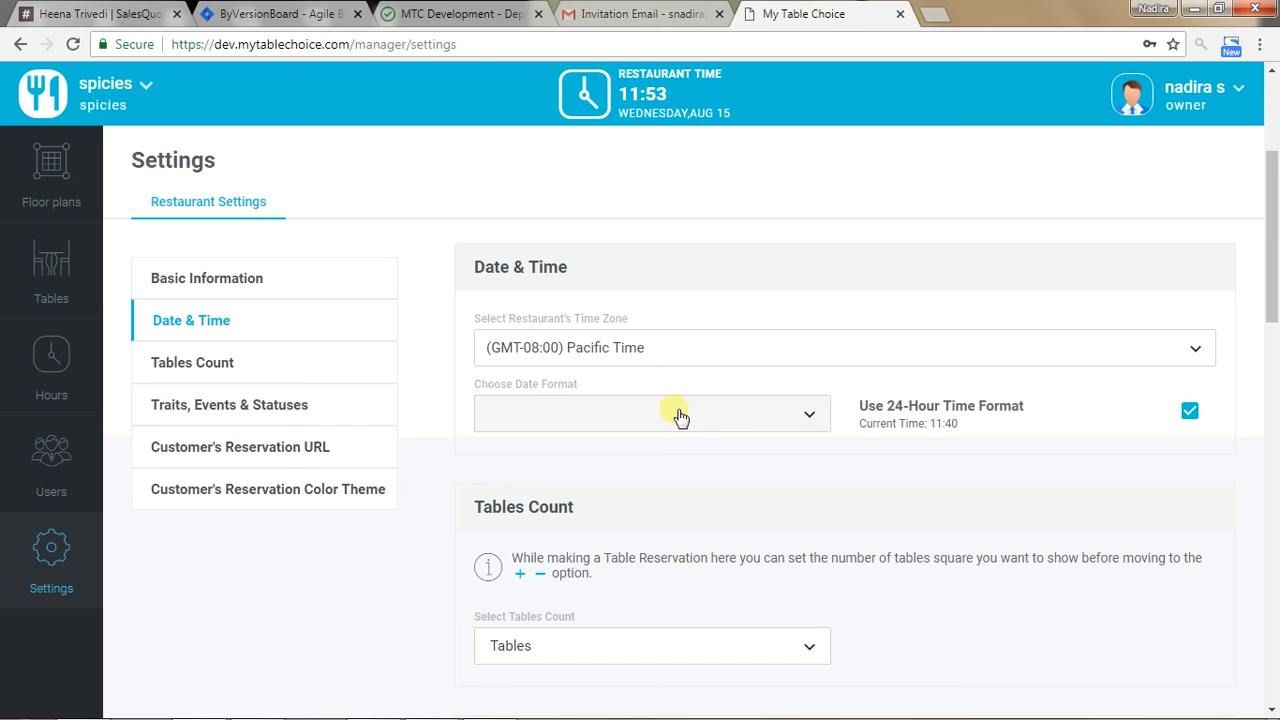 Heena Trivedi | SalesQuot
ByVersionBoard - Agile B
MTC Development - Dep
Invitation Email - snadira.
My Table Choice
Nadira
Secure
https://dev.mytablechoice.com/manager/settings
New
spicies
spicies
RESTAURANT TIME
11:53
WEDNESDAY,AUG 15
nadira s
owner
Floor plans
Tables
Hours
Users
Settings
Settings
Restaurant Settings
Basic Information
Date & Time
Tables Count
Traits, Events & Statuses
Customer's Reservation URL
Customer's Reservation Color Theme
Date & Time
Select Restaurant's Time Zone
(GMT-08:00) Pacific Time
Choose Date Format
Use 24-Hour Time Format
Current Time: 11:40
Tables Count
While making a Table Reservation here you can set the number of tables square you want to show before moving to the
+ − option.
Select Tables Count
Tables